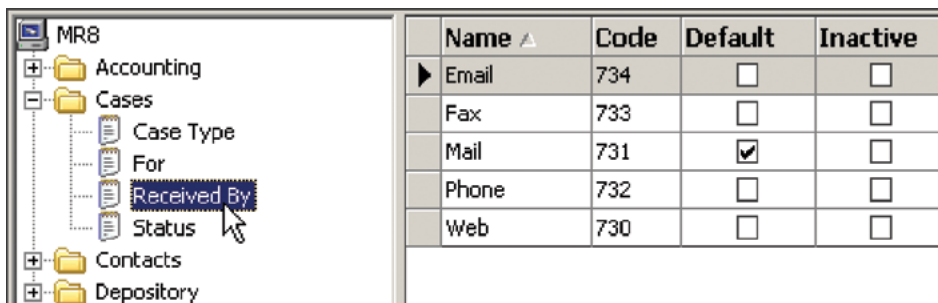 MR8
Accounting
Cases
Case Type
For
Received By
Status
Contacts
Depository
Name Code Default Inactive
Email 734
Fax 733
Mail 731
Phone 732
Web 730